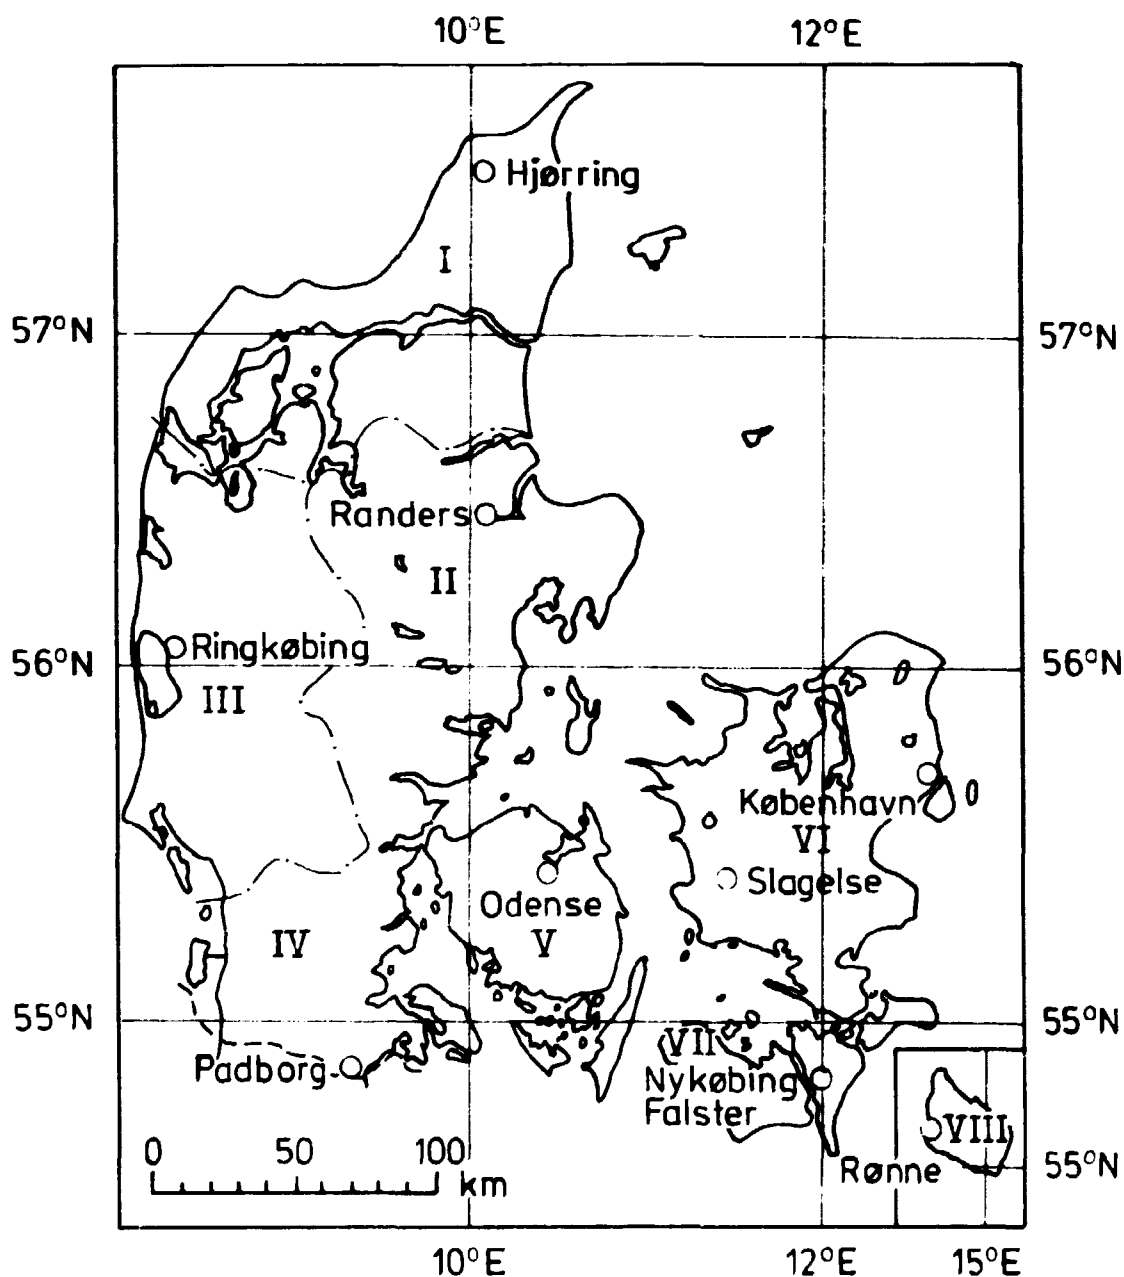 10°E 12°E
Hjørring
I
57°N 57°N
Randers
II
Ringkøbing
56°N 56°N
III
København
VI
Slagelse
Odense
IV V
55°N 55°N
VII
Padborg
Nykøbing
Falster
VIII
0 50 100
km
Rønne
55°N
10°E 12°E 15°E